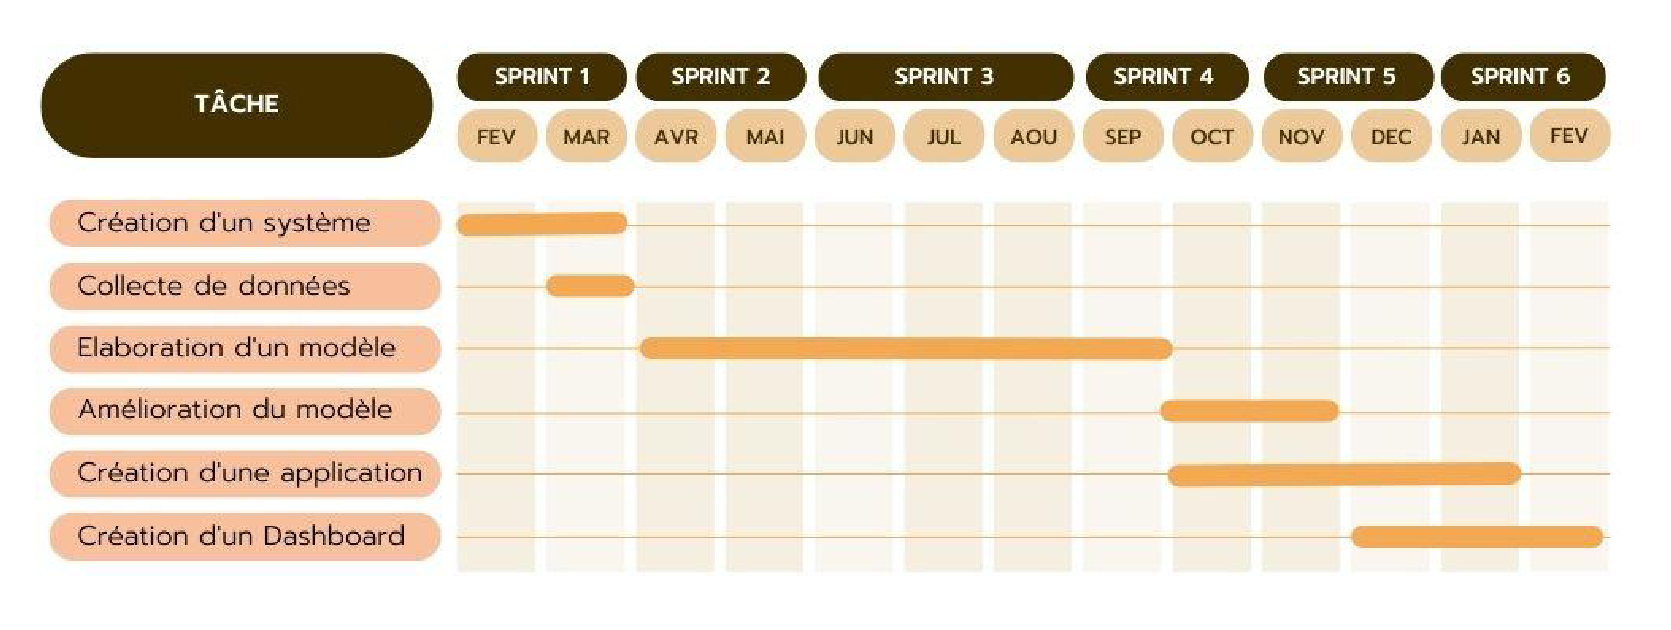 TÂCHE
SPRINT 1 SPRINT 2 SPRINT 3 SPRINT 4 SPRINT 5 SPRINT 6
FEV MAR AVR MAI JUN JUL AOU SEP OCT NOV DEC JAN FEV
Création d'un système
Collecte de données
Elaboration d'un modèle
Amélioration du modèle
Création d'une application
Création d'un Dashboard